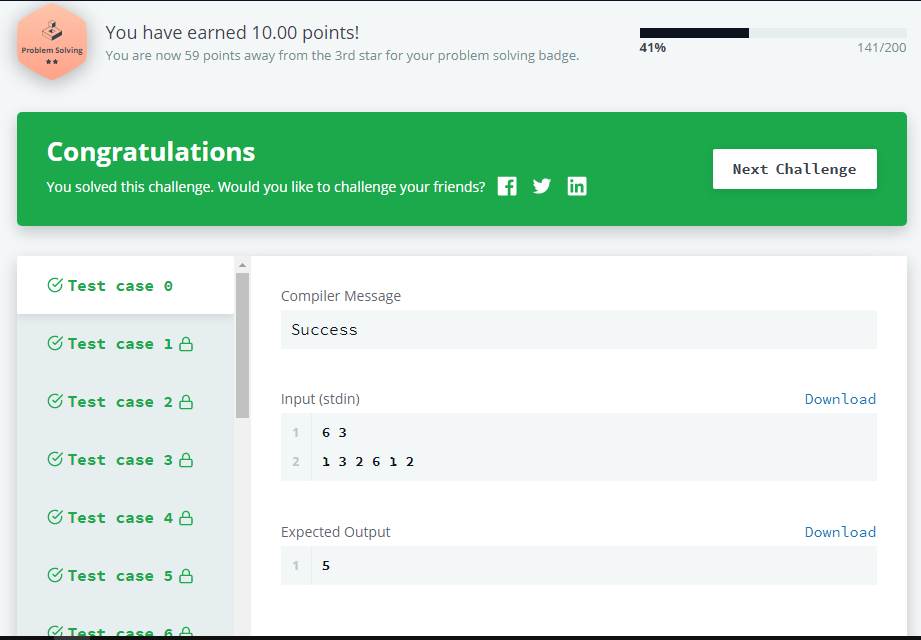 Problem Solving
You have earned 10.00 points!
You are now 59 points away from the 3rd star for your problem solving badge.
41%
141/200
Congratulations
You solved this challenge. Would you like to challenge your friends?
Next Challenge
Test case 0
Test case 1
Test case 2
Test case 3
Test case 4
Test case 5
Test case 6
Compiler Message
Success
Input (stdin)
Download
1 6 3
2 1 3 2 6 1 2
Expected Output
Download
1 5